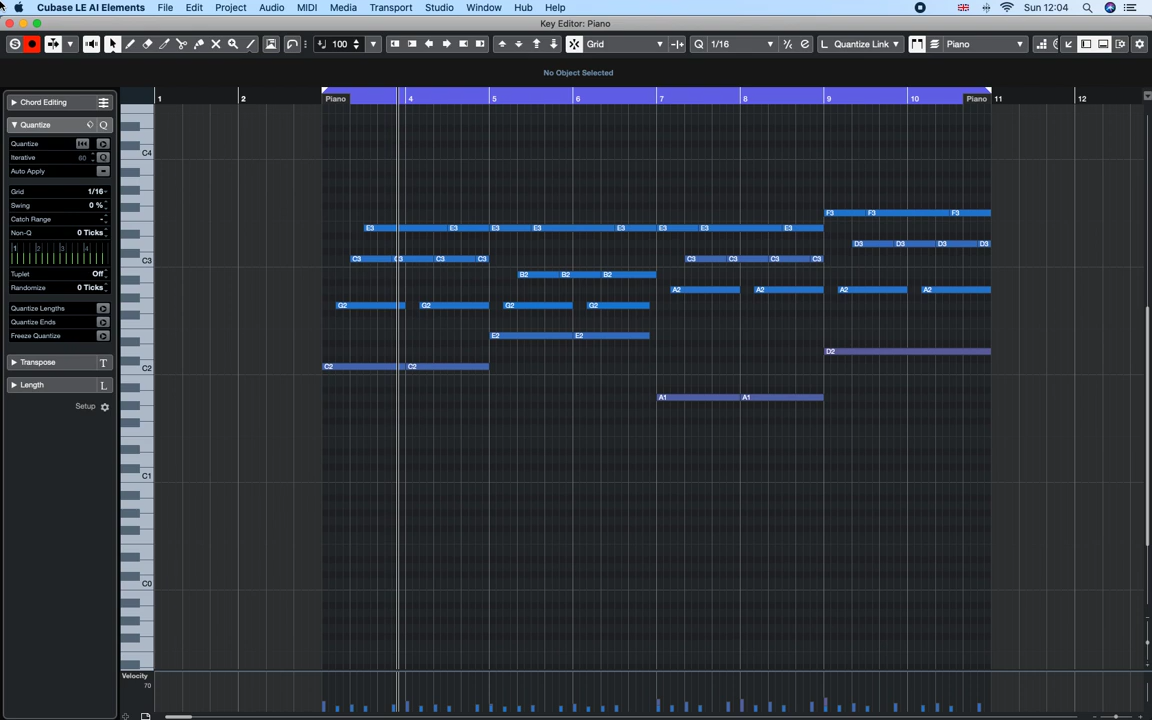 Cubase LE AI Elements File Edit Project Audio MIDI Media Transport Studio Window Hub Help Sun 12:04
Key Editor: Piano
S 100 Grid Q 1/16 e L Quantize Link Piano
No Object Selected
1 2 4 5 6 7 8 9 10 11 12
Piano Piano
Chord Editing
Quantize Q
Quantize
Iterative 60 Q
Auto Apply
Grid 1/16
Swing 0 %
Catch Range -
Non-Q 0 Ticks
1 2 3 4
Tuplet Off
Randomize 0 Ticks
Quantize Lengths
Quantize Ends
Freeze Quantize
Transpose T
Length L
Setup
C4
C3
C2
C1
C0
F3 F3 F3
E3 E3 E3 E3 E3 E3 E3 E3
D3 D3 D3 D3
C3 C3 C3 C3 C3 C3 C3 C3
B2 B2 B2
A2 A2 A2 A2
G2 G2 G2 G2
E2 E2
D2
C2 C2
A1 A1
Velocity
70